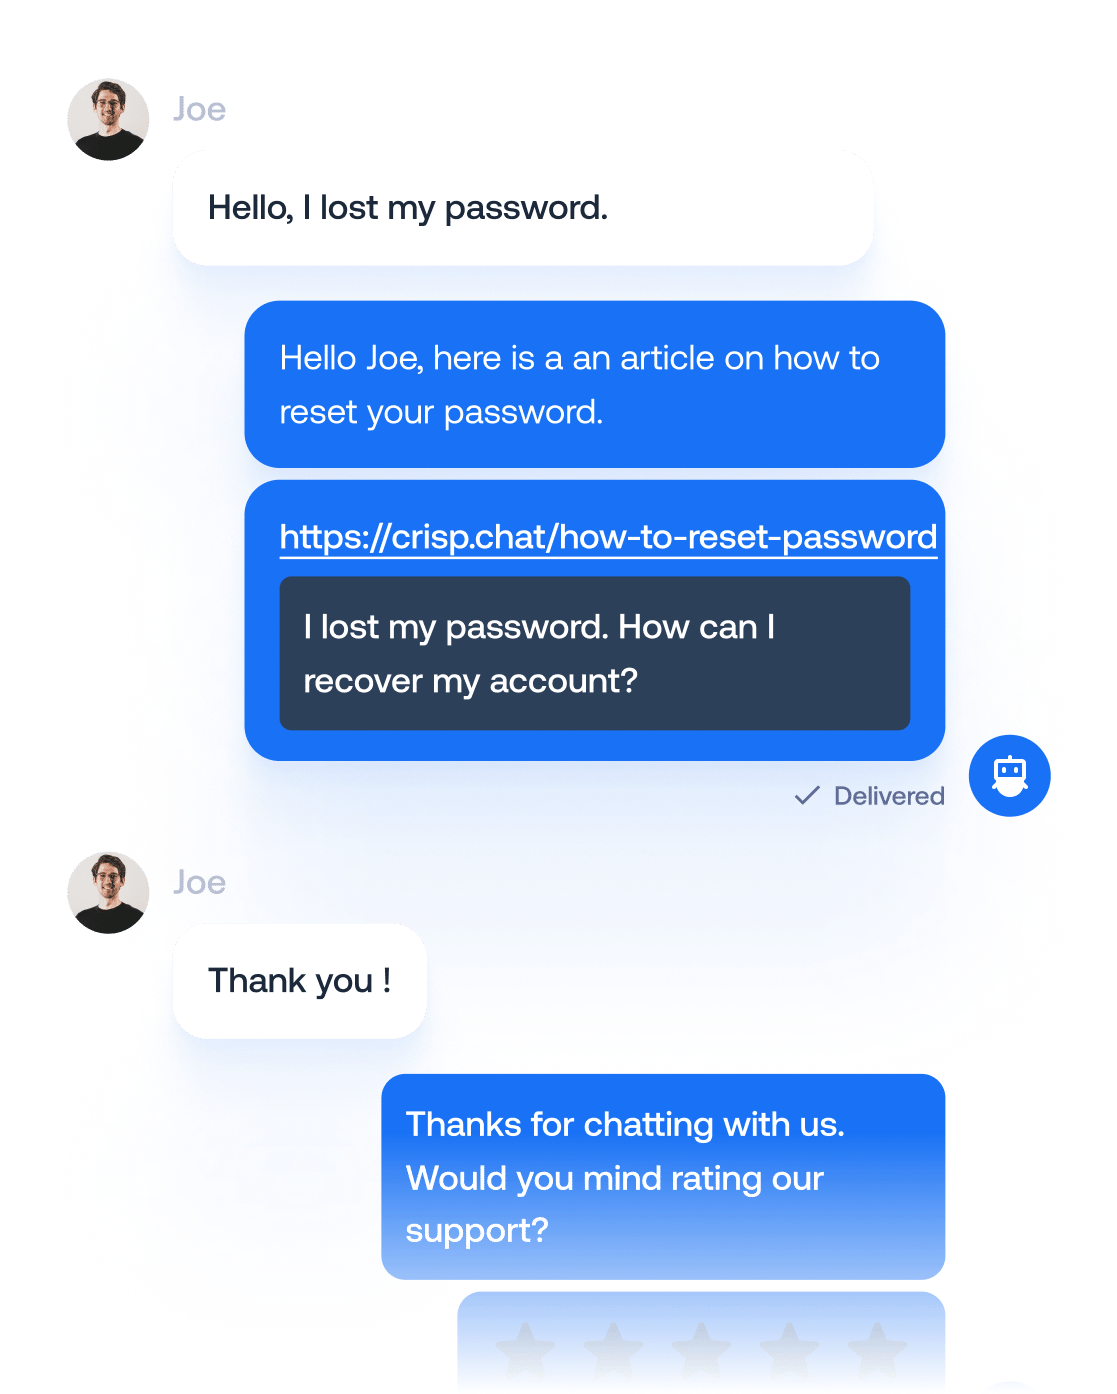 Joe
Hello, I lost my password.
Hello Joe, here is a an article on how to
reset your password.
https://crisp.chat/how-to-reset-password
I lost my password. How can I
recover my account?
Delivered
Joe
Thank you !
Thanks for chatting with us.
Would you mind rating our
support?